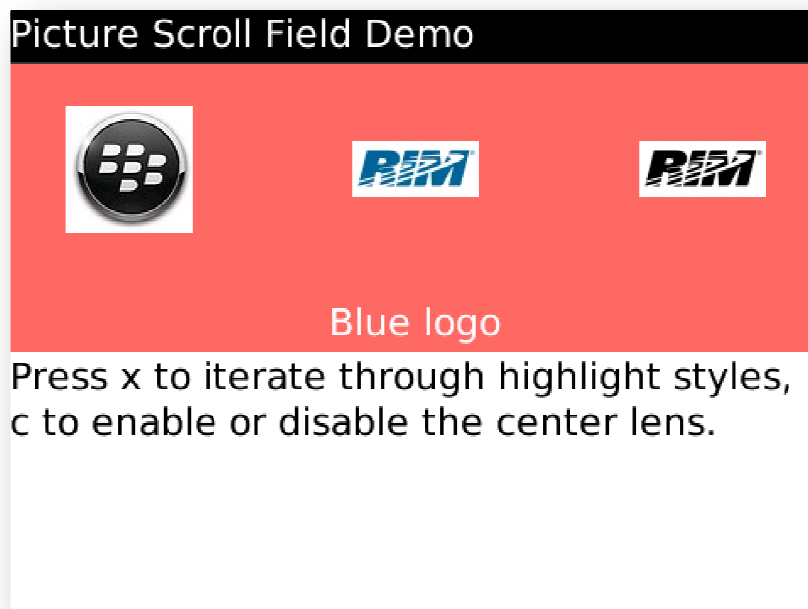 Picture Scroll Field Demo
RIM RIM
Blue logo
Press x to iterate through highlight styles,
c to enable or disable the center lens.